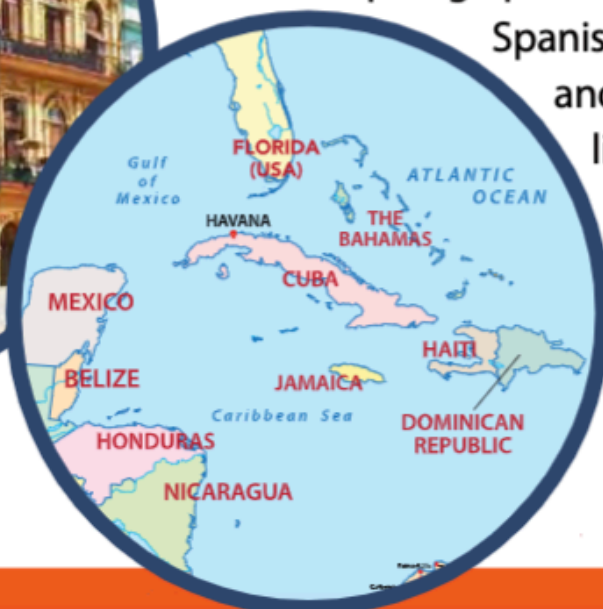 Spanis
and
li
FLORIDA
(USA)
Gulf
of
Mexico
ATLANTIC
OCEAN
HAVANA
THE
BAHAMAS
CUBA
MEXICO
HAITI
BELIZE
JAMAICA
Caribbean Sea
DOMINICAN
REPUBLIC
HONDURAS
NICARAGUA